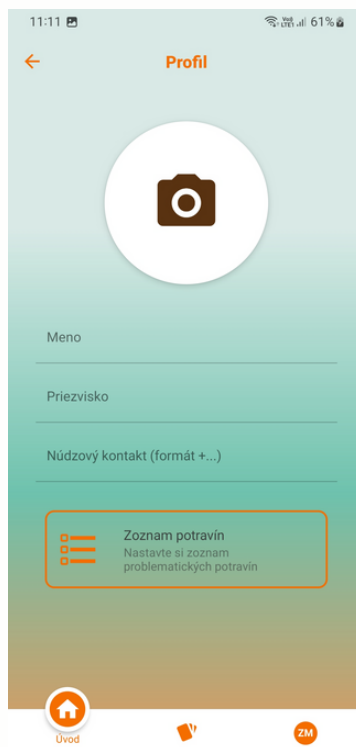 11:11 61%
Profil
Meno
Priezvisko
Núdzový kontakt (formát +...)
Zoznam potravín
Nastavte si zoznam
problematických potravín
Úvod ZM